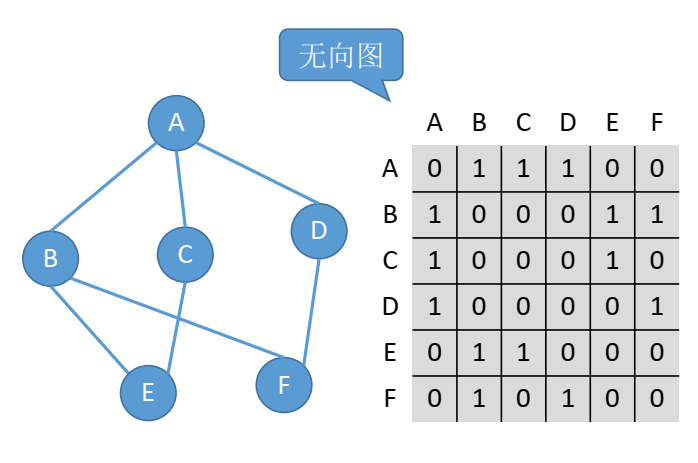 无向图
A
B
C
D
E
F
A B C D E F
A 0 1 1 1 0 0
B 1 0 0 0 1 1
C 1 0 0 0 1 0
D 1 0 0 0 0 1
E 0 1 1 0 0 0
F 0 1 0 1 0 0